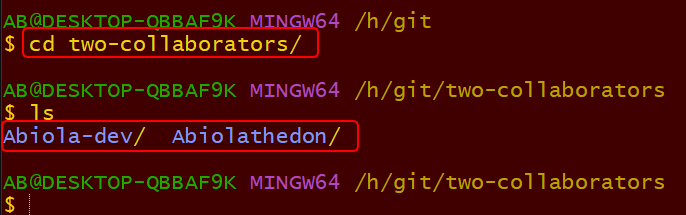 AB@DESKTOP-QBBAF9K MINGW64 /h/git
$ cd two-collaborators/
AB@DESKTOP-QBBAF9K MINGW64 /h/git/two-collaborators
$ ls
Abiola-dev/  Abiolathedon/
AB@DESKTOP-QBBAF9K MINGW64 /h/git/two-collaborators
$